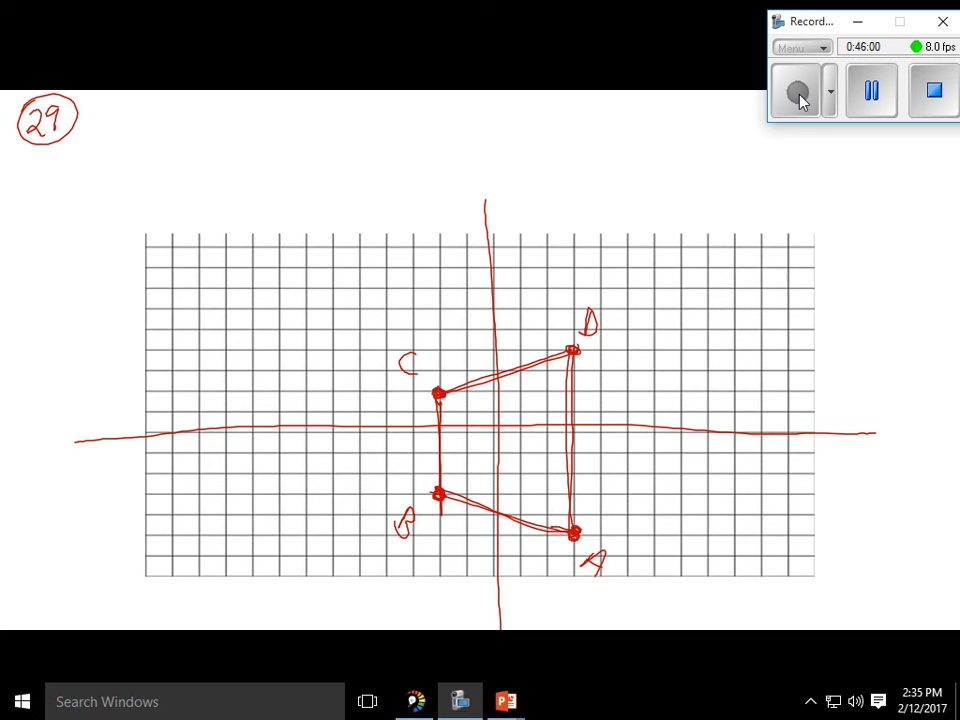 Record...
Menu
0:46:00
8.0 fps
29
D
C
B
A
Search Windows
2:35 PM
2/12/2017